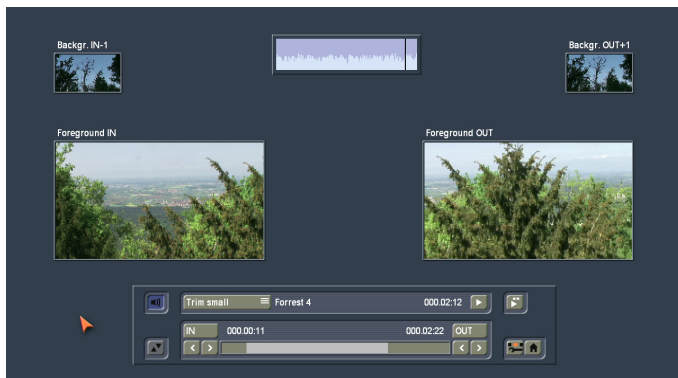 Backgr. IN-1
Backgr. OUT+1
Foreground IN
Foreground OUT
Trim small
Forrest 4
000.02:12
IN
000.00:11
000.02:22
OUT